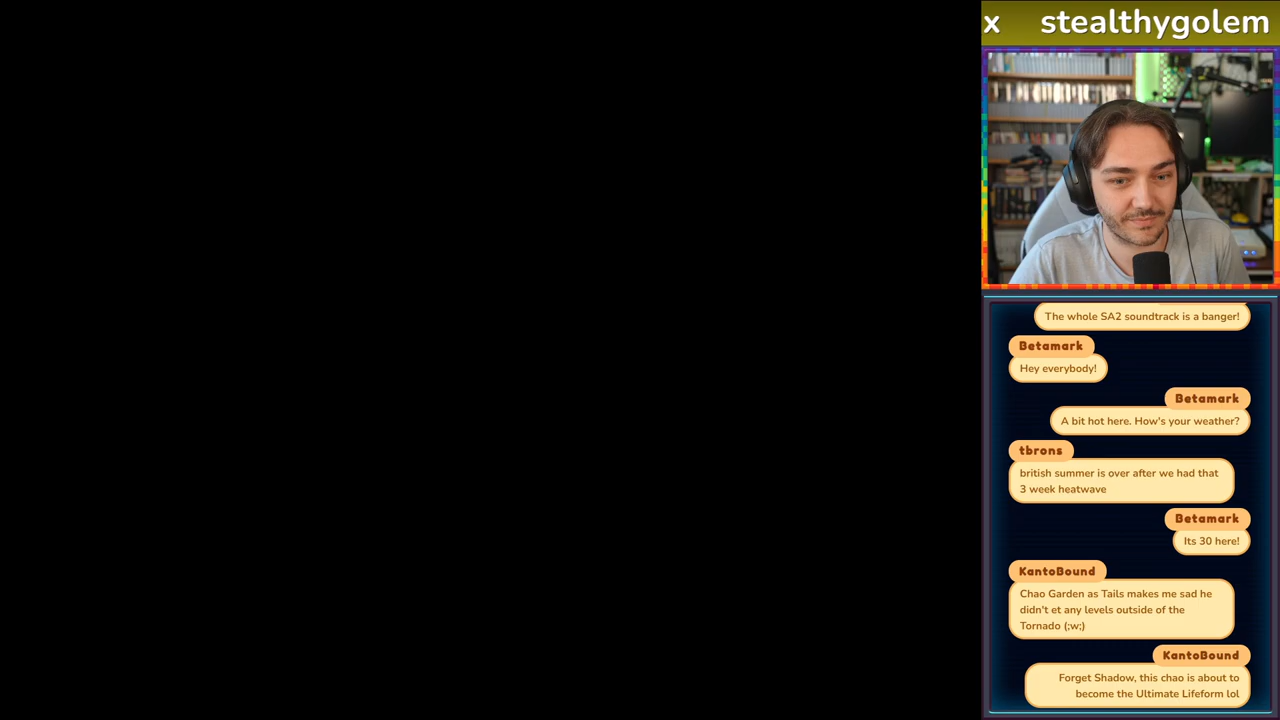 x stealthygolem
The whole SA2 soundtrack is a banger!
Betamark
Hey everybody!
Betamark
A bit hot here. How's your weather?
tbrons
british summer is over after we had that
3 week heatwave
Betamark
Its 30 here!
KantoBound
Chao Garden as Tails makes me sad he
didn't et any levels outside of the
Tornado (;w;)
KantoBound
Forget Shadow, this chao is about to
become the Ultimate Lifeform lol